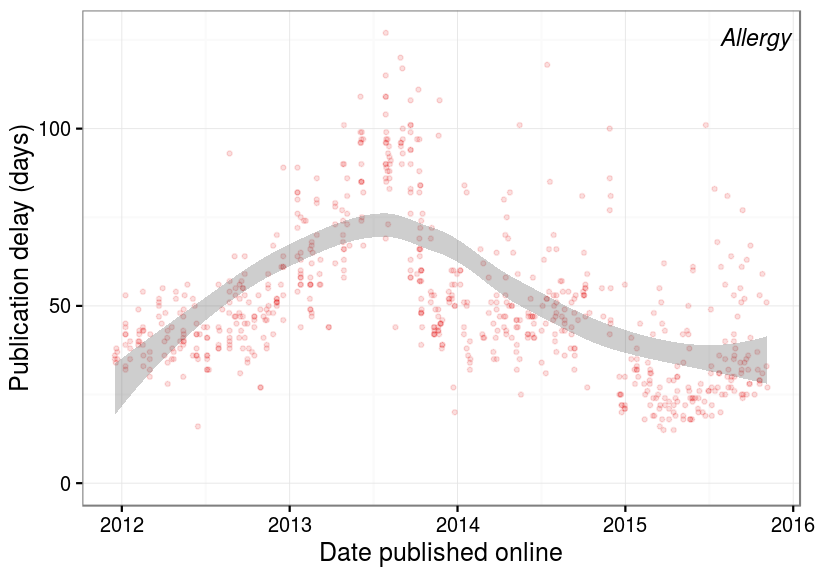 Allergy
Publication delay (days)
100
50
0
2012 2013 2014 2015 2016
Date published online